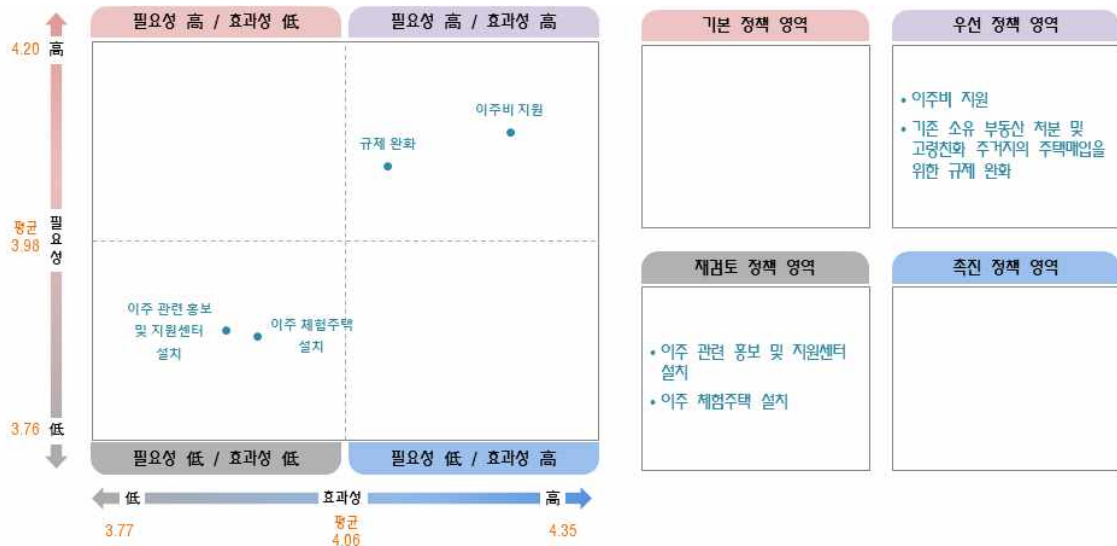 필요성 高 / 효과성 低
필요성 高 / 효과성 高
4.20 高
평균
3.98
필요성
3.76 低
이주비 지원
규제 완화
이주 관련 홍보
및 지원센터
설치
이주 체험주택
설치
필요성 低 / 효과성 低
필요성 低 / 효과성 高
低
효과성
高
3.77
평균
4.06
4.35
기본 정책 영역
우선 정책 영역
• 이주비 지원
• 기존 소유 부동산 처분 및
고령친화 주거지의 주택매입을
위한 규제 완화
재검토 정책 영역
촉진 정책 영역
• 이주 관련 홍보 및 지원센터
설치
• 이주 체험주택 설치